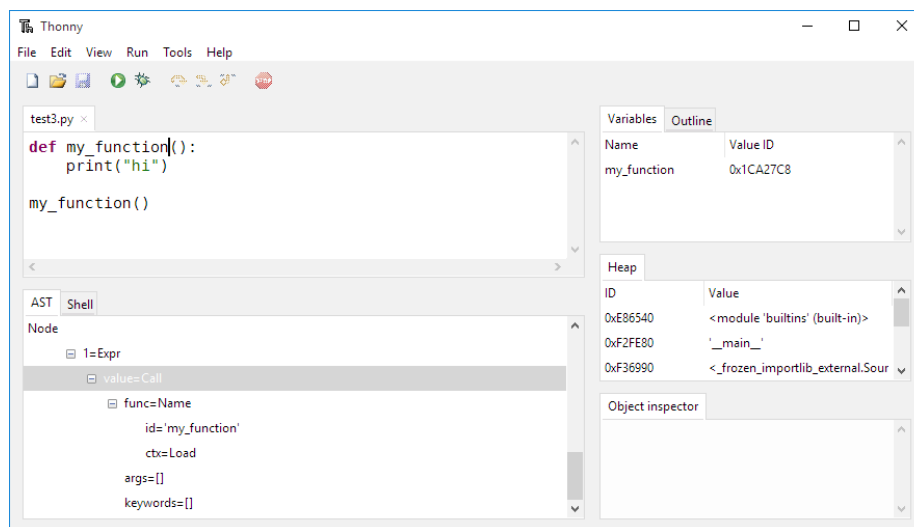 Thonny
File Edit View Run Tools Help
STOP
test3.py ×
def my_function():
    print("hi")
my_function()
AST Shell
Node
1=Expr
value=Call
func=Name
id='my_function'
ctx=Load
args=[]
keywords=[]
Variables Outline
Name Value ID
my_function 0x1CA27C8
Heap
ID Value
0xE86540 <module 'builtins' (built-in)>
0xF2FE80 '__main__'
0xF36990 <_frozen_importlib_external.Sour
Object inspector